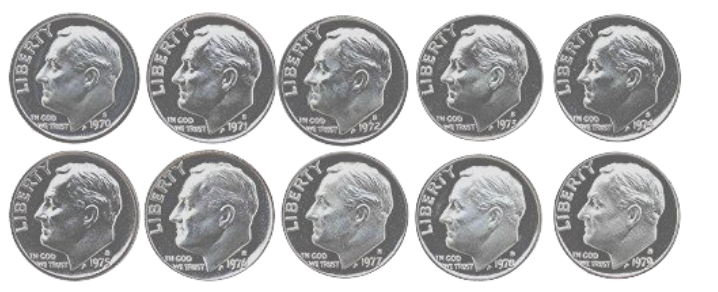 LIBERTY
IN GOD
WE TRUST
S
1970
LIBERTY
IN GOD
WE TRUST
S
1971
LIBERTY
IN GOD
WE TRUST
S
1972
LIBERTY
IN GOD
WE TRUST
S
1973
LIBERTY
IN GOD
WE TRUST
S
1974
LIBERTY
IN GOD
WE TRUST
S
1975
LIBERTY
IN GOD
WE TRUST
S
1976
LIBERTY
IN GOD
WE TRUST
S
1977
LIBERTY
IN GOD
WE TRUST
S
1978
LIBERTY
IN GOD
WE TRUST
S
1979